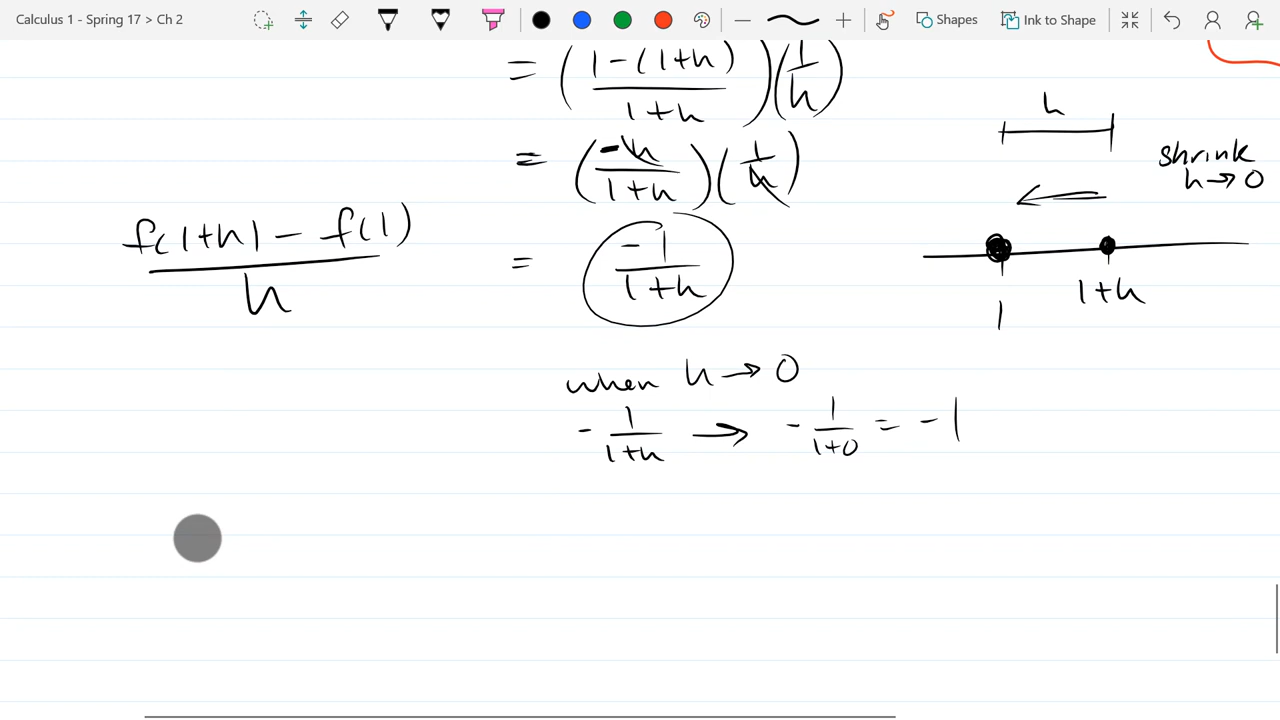 Calculus 1 - Spring 17 > Ch 2
Shapes
Ink to Shape
= (1-(1+h) / 1+h)(1/h)
= (-h / 1+h)(1/h)
f(1+h) - f(1) / h = -1 / 1+h
h
shrink
h→0
1
1+h
when h → 0
- 1/1+h → - 1/1+0 = -1